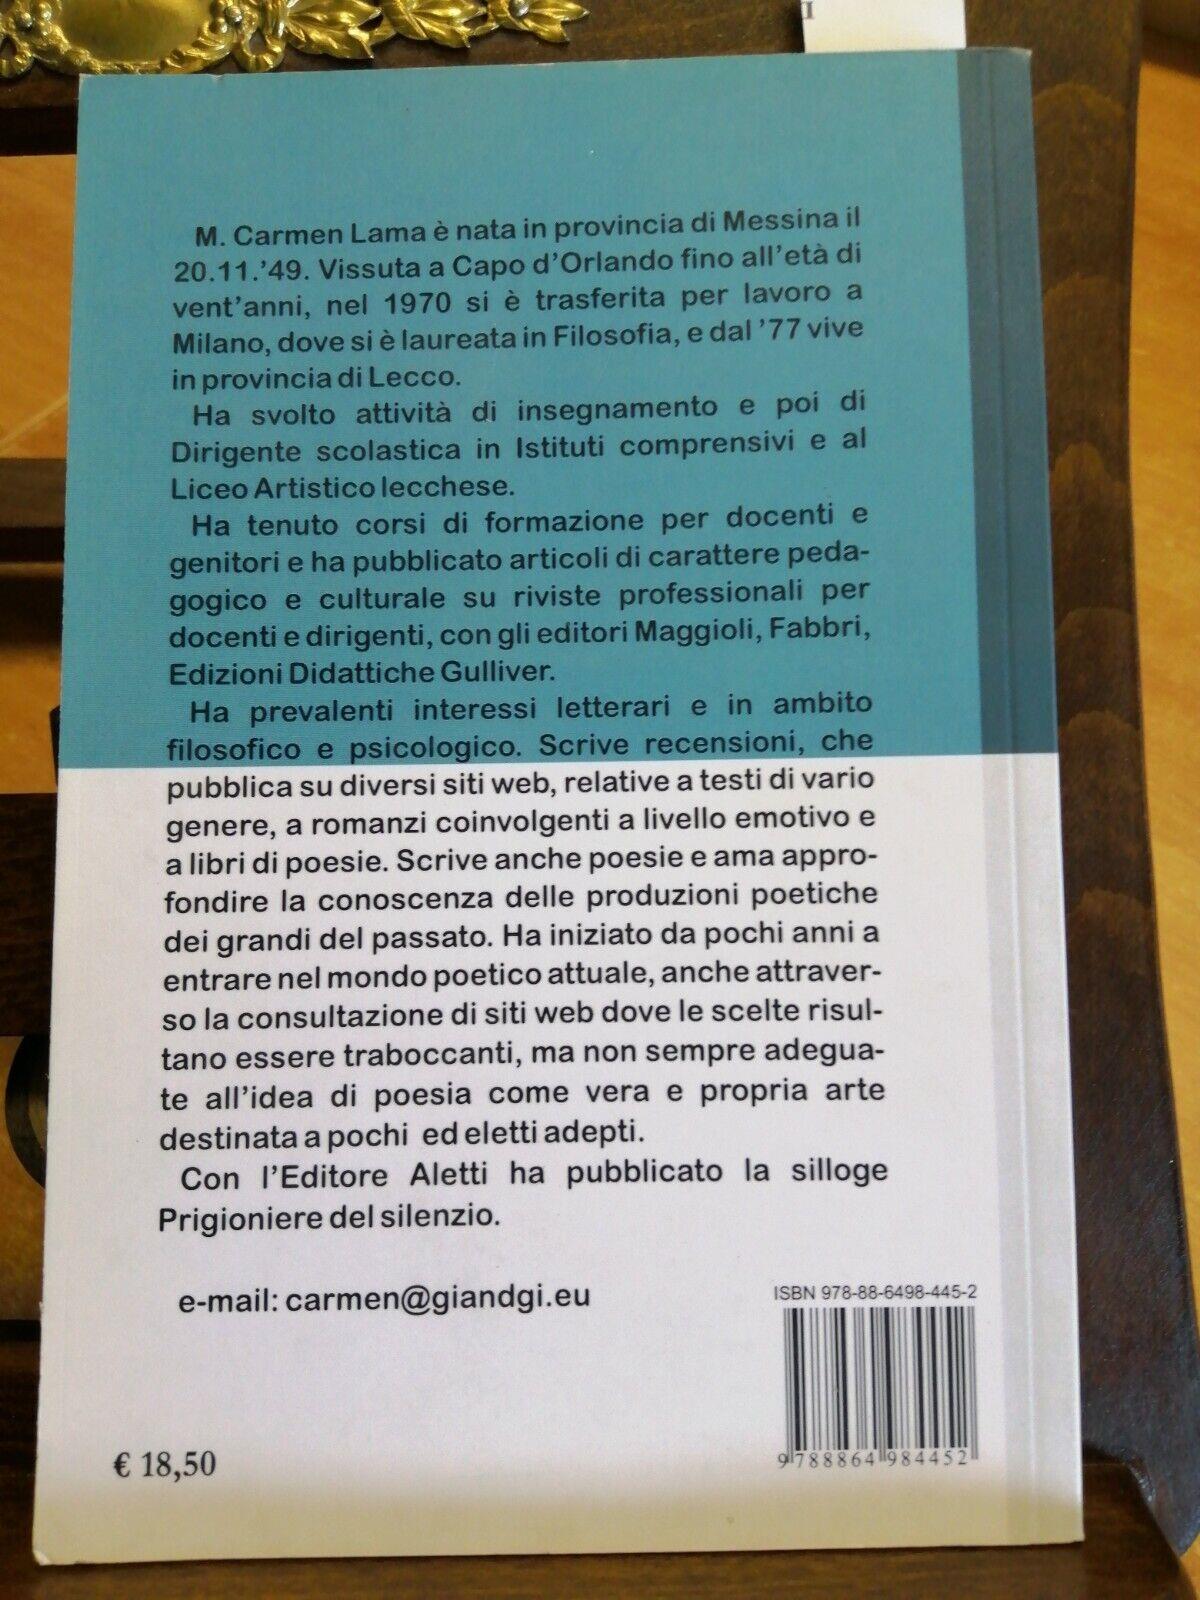 M. Carmen Lama è nata in provincia di Messina il
20.11.'49. Vissuta a Capo d'Orlando fino all'età di
vent'anni, nel 1970 si è trasferita per lavoro a
Milano, dove si è laureata in Filosofia, e dal '77 vive
in provincia di Lecco.
Ha svolto attività di insegnamento e poi di
Dirigente scolastica in Istituti comprensivi e al
Liceo Artistico lecchese.
Ha tenuto corsi di formazione per docenti e
genitori e ha pubblicato articoli di carattere peda-
gogico e culturale su riviste professionali per
docenti e dirigenti, con gli editori Maggioli, Fabbri,
Edizioni Didattiche Gulliver.
Ha prevalenti interessi letterari e in ambito
filosofico e psicologico. Scrive recensioni, che
pubblica su diversi siti web, relative a testi di vario
genere, a romanzi coinvolgenti a livello emotivo e
a libri di poesie. Scrive anche poesie e ama appro-
fondire la conoscenza delle produzioni poetiche
dei grandi del passato. Ha iniziato da pochi anni a
entrare nel mondo poetico attuale, anche attraver-
so la consultazione di siti web dove le scelte risul-
tano essere traboccanti, ma non sempre adegua-
te all'idea di poesia come vera e propria arte
destinata a pochi ed eletti adepti.
Con l'Editore Aletti ha pubblicato la silloge
Prigioniere del silenzio.
e-mail: carmen@giandgi.eu
ISBN 978-88-6498-445-2
9 788864 984452
€ 18,50